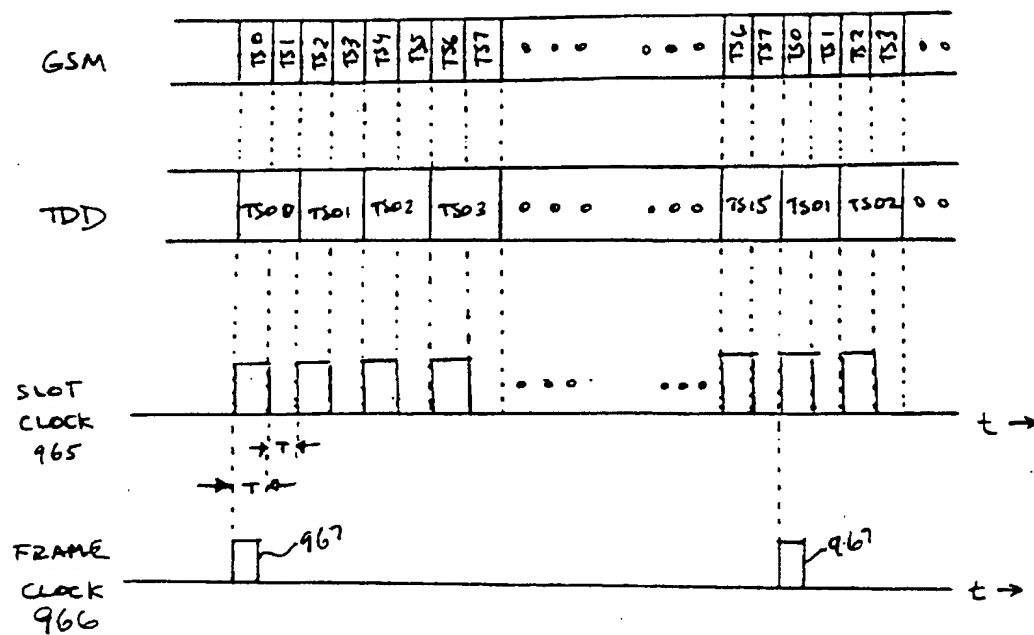 GSM TS0 TS1 TS2 TS3 TS4 TS5 TS6 TS7 TS6 TS7 TS0 TS1 TS2 TS3
TDD TS00 TS01 TS02 TS03 TS15 TS01 TS02
SLOT
CLOCK
965
t →
→ T ←
→ T ←
FRAME
CLOCK
966
967
967
t →